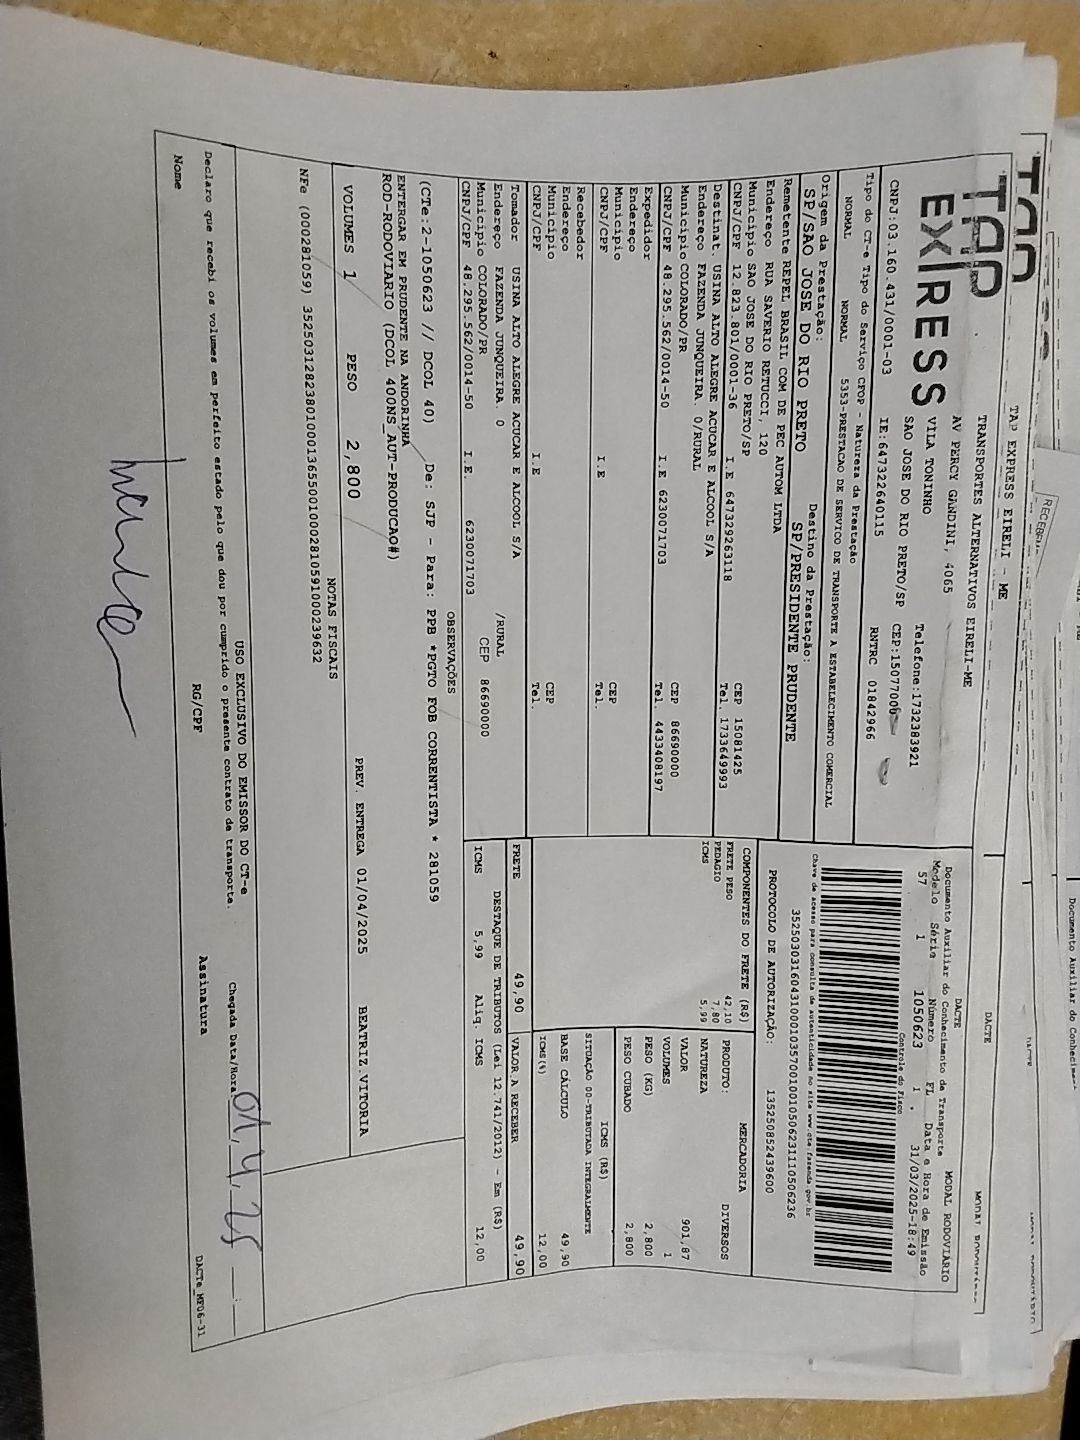 TAP
EX/RESS
TAP EXPRESS EIRELI - ME
TRANSPORTES ALTERNATIVOS EIRELI-ME
AV PERCY GANDINI, 4065
VILA TONINHO
SAO JOSE DO RIO PRETO/SP
Telefone:1732383921
CEP:15077000
CNPJ:03.160.431/0001-03 IE:647322640115 RNTRC 01842966
DACTE
Documento Auxiliar do Conhecimento de Transporte
MODAL RODOVIARIO
Modelo Série Número FL Data e Hora de Emissão
57 1 1050623 1 31/03/2025-18:49
Controle do Fisco
Chave de acesso para consulta de autenticidade no site www.cte.fazenda.gov.br
35250303160431000103570010010506231110506236
PROTOCOLO DE AUTORIZAÇÃO: 135250852439600
Tipo do CT-e Tipo do Serviço CFOP - Natureza da Prestação
NORMAL NORMAL 5353-PRESTACAO DE SERVICO DE TRANSPORTE A ESTABELECIMENTO COMERCIAL
Origem da Prestação: Destino da Prestação:
SP/SAO JOSE DO RIO PRETO SP/PRESIDENTE PRUDENTE
Remetente REPEL BRASIL COM DE PEC AUTOM LTDA
Endereço RUA SAVERIO RETUCCI, 120
Município SAO JOSE DO RIO PRETO/SP CEP 15081425
CNPJ/CPF 12.823.801/0001-36 I.E 647329263118 Tel. 1733649993
Destinat. USINA ALTO ALEGRE ACUCAR E ALCOOL S/A
Endereço FAZENDA JUNQUEIRA. 0/RURAL
Município COLORADO/PR CEP 86690000
CNPJ/CPF 48.295.562/0014-50 I.E 6230071703 Tel. 4433408197
Expedidor
Endereço
Município CEP
CNPJ/CPF I.E Tel.
Recebedor
Endereço
Município CEP
CNPJ/CPF I.E Tel.
Tomador USINA ALTO ALEGRE ACUCAR E ALCOOL S/A
Endereço FAZENDA JUNQUEIRA. 0 /RURAL
Município COLORADO/PR CEP 86690000
CNPJ/CPF 48.295.562/0014-50 I.E. 6230071703
COMPONENTES DO FRETE (R$)
FRETE PESO 42,10
PEDAGIO 7,80
ICMS 5,99
MERCADORIA
PRODUTO: DIVERSOS
NATUREZA
VALOR 901,87
VOLUMES 1
PESO (KG) 2,800
PESO CUBADO 2,800
ICMS (R$)
SITUAÇÃO 00-TRIBUTADA INTEGRALMENTE
BASE CÁLCULO 49,90
ICMS(%) 12,00
FRETE 49,90 VALOR A RECEBER 49,90
DESTAQUE DE TRIBUTOS (Lei 12.741/2012) - Em (R$)
ICMS 5,99 Aliq. ICMS 12,00
OBSERVAÇÕES
(CTe:2-1050623 // DCOL 40) De: SJP - Para: PPB *PGTO FOB CORRENTISTA * 281059
ENTERGAR EM PRUDENTE NA ANDORINHA
ROD-RODOVIARIO (DCOL 400NS_AUT-PRODUCAO#)
VOLUMES 1 PESO 2,800 PREV. ENTREGA 01/04/2025 BEATRIZ.VITORIA
NOTAS FISCAIS
NFe (000281059) 35250312823801000136550010002810591000239632
USO EXCLUSIVO DO EMISSOR DO CT-e
Declaro que recebi os volumes em perfeito estado pelo que dou por cumprido o presente contrato de transporte.
Chegada Data/Hora 01,4,25
Nome RG/CPF Assinatura
DACTe_MF06-31